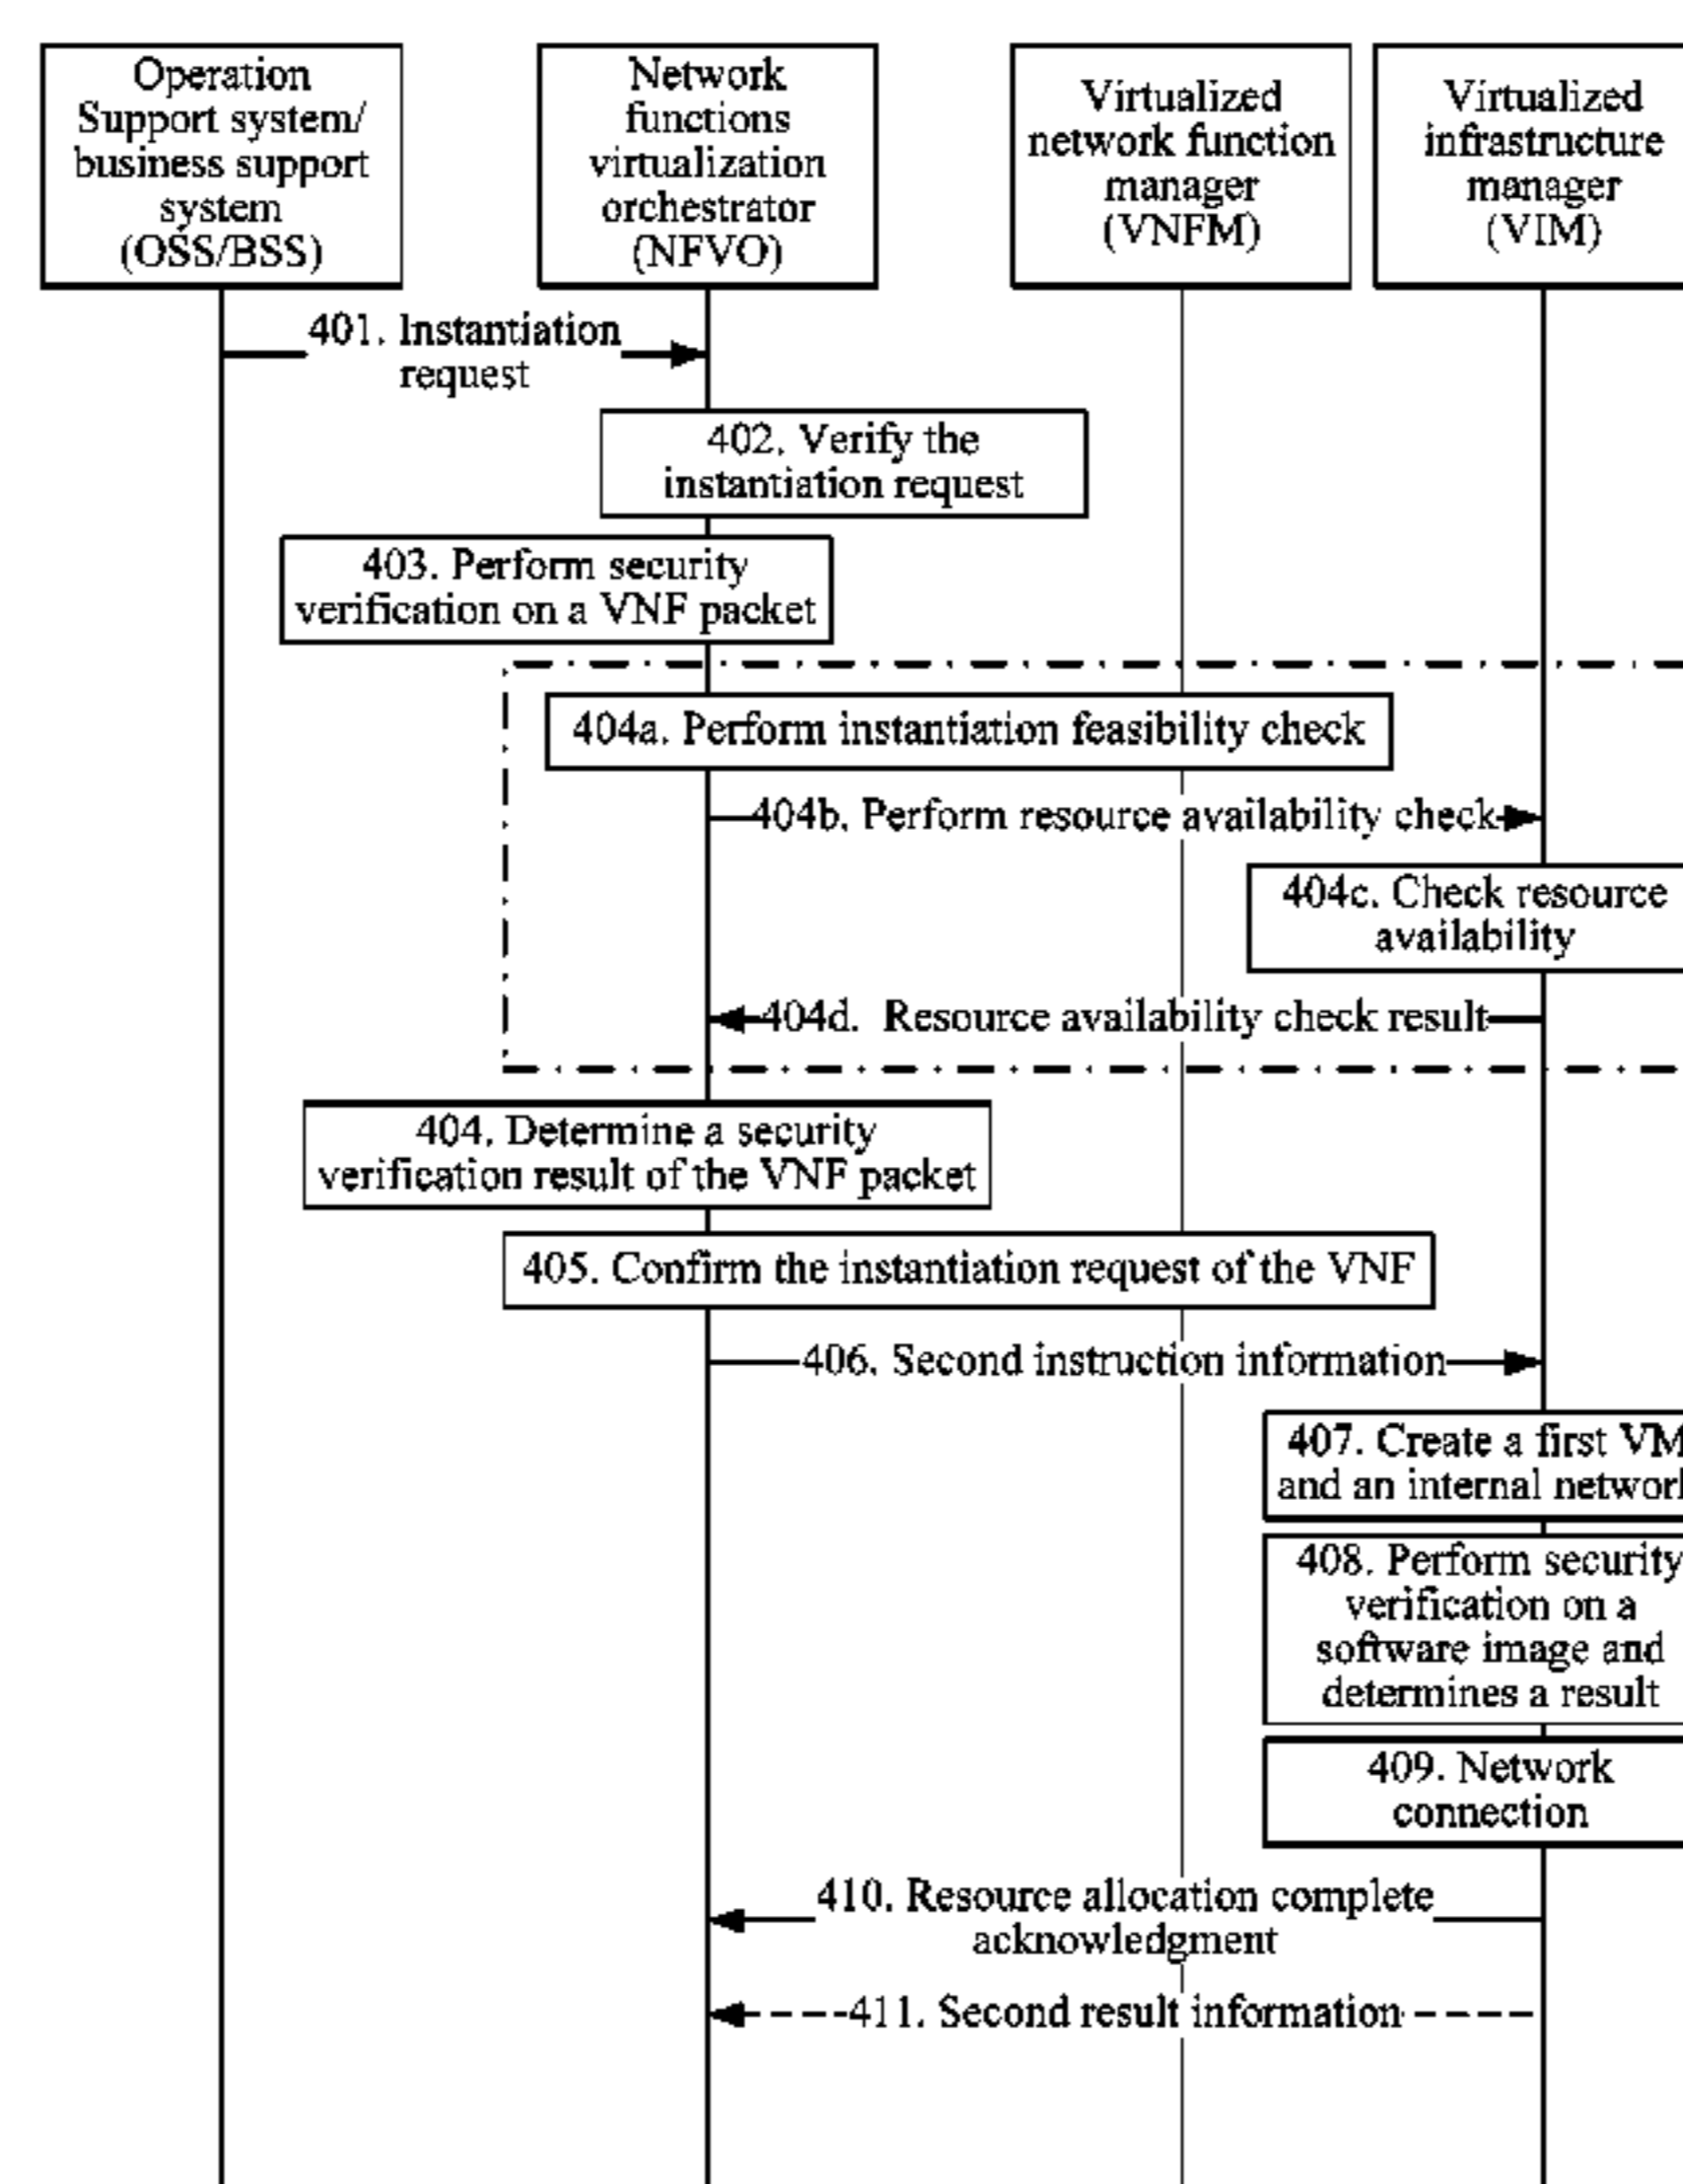 Operation
Support system/
business support
system
(OSS/BSS)
Network
functions
virtualization
orchestrator
(NFVO)
Virtualized
network function
manager
(VNFM)
Virtualized
infrastructure
manager
(VIM)
401. Instantiation
request
402. Verify the
instantiation request
403. Perform security
verification on a VNF packet
404a. Perform instantiation feasibility check
404b. Perform resource availability check
404c. Check resource
availability
404d. Resource availability check result
404. Determine a security
verification result of the VNF packet
405. Confirm the instantiation request of the VNF
406. Second instruction information
407. Create a first VM
and an internal network
408. Perform security
verification on a
software image and
determines a result
409. Network
connection
410. Resource allocation complete
acknowledgment
411. Second result information